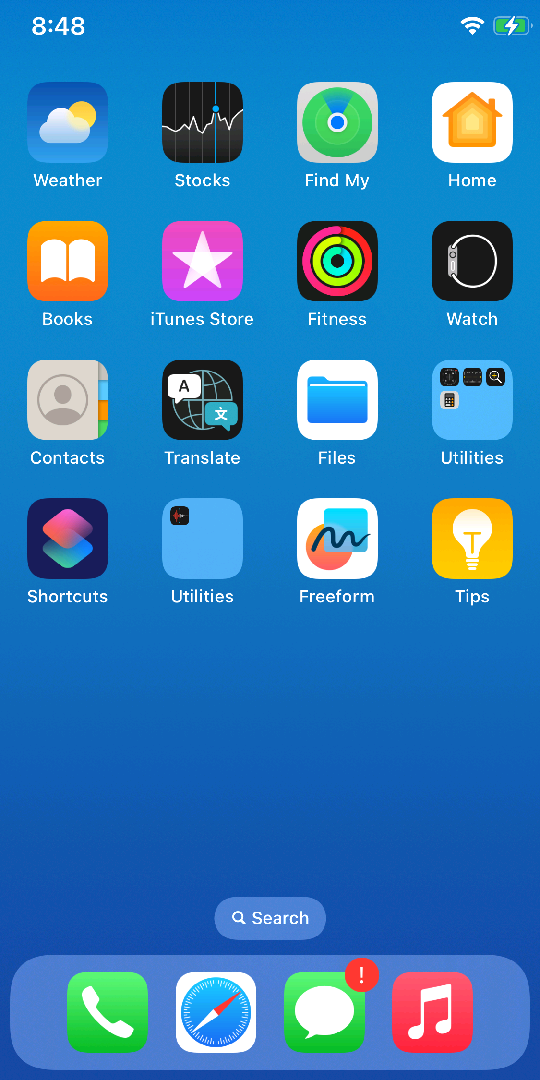 8:48
Weather
Stocks
Find My
Home
Books
iTunes Store
Fitness
Watch
A
文
Contacts
Translate
Files
Utilities
Shortcuts
Utilities
Freeform
Tips
Search
!